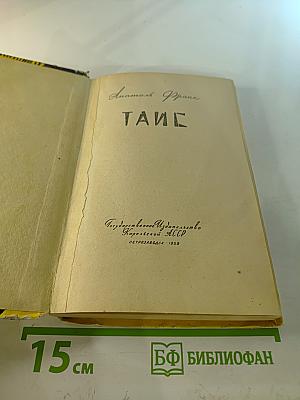 Анатоль Франс
ТАИС
Государственное Издательство
Карельской АССР
ПЕТРОЗАВОДСК 1958
15 см
БФ БИБЛИОФАН